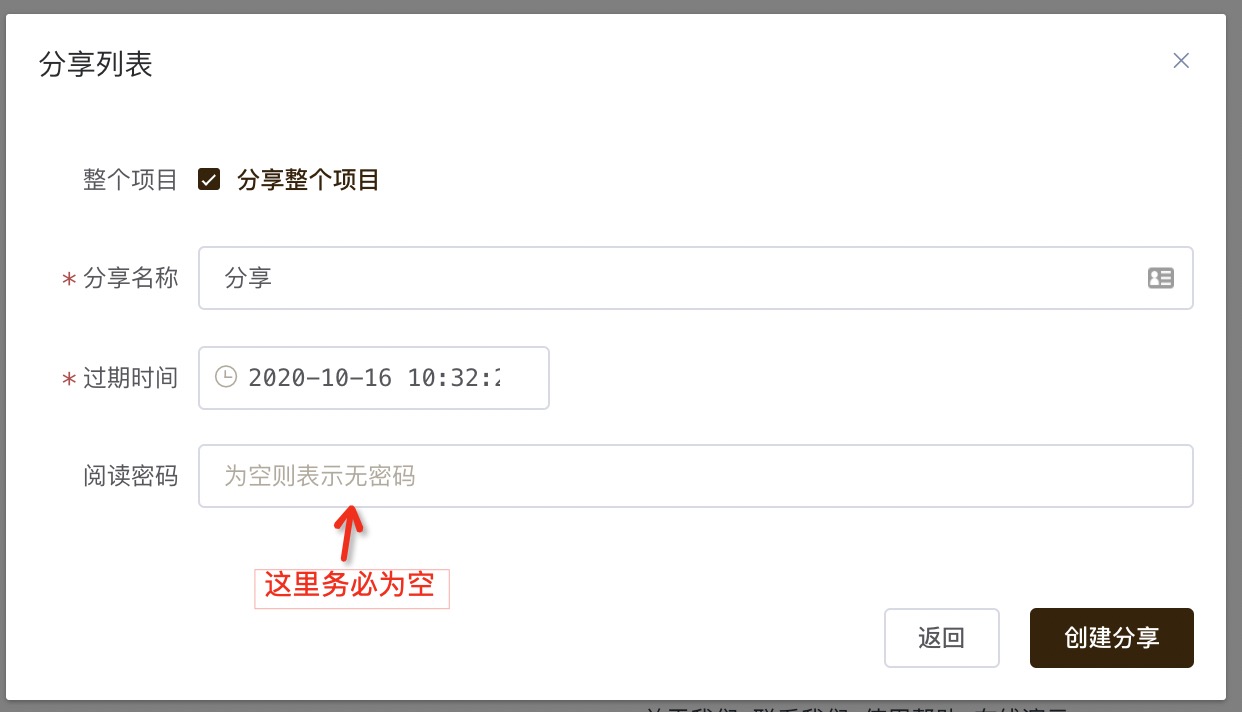 分享列表
整个项目 分享整个项目
* 分享名称 分享
* 过期时间 2020-10-16 10:32:
阅读密码 为空则表示无密码
这里务必为空
返回 创建分享